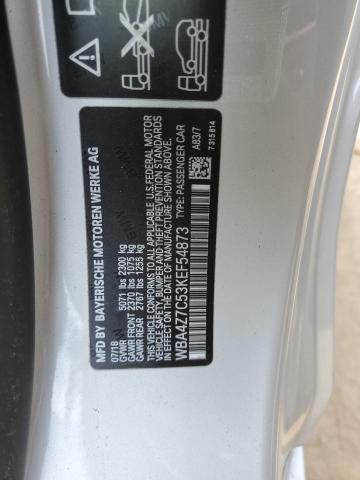 MFD BY BAYERISCHE MOTOREN WERKE AG
07/18
GVWR 5071 lbs 2300 kg
GAWR FRONT 2370 lbs 1075 kg
GAWR REAR 2767 lbs 1255 kg
THIS VEHICLE CONFORMS TO ALL APPLICABLE U.S.FEDERAL MOTOR
VEHICLE SAFETY, BUMPER AND THEFT PREVENTION STANDARDS
IN EFFECT ON THE DATE OF MANUFACTURE SHOWN ABOVE.
WBA4Z7C53KEF54873 TYPE: PASSENGER CAR
A83/7
7315814